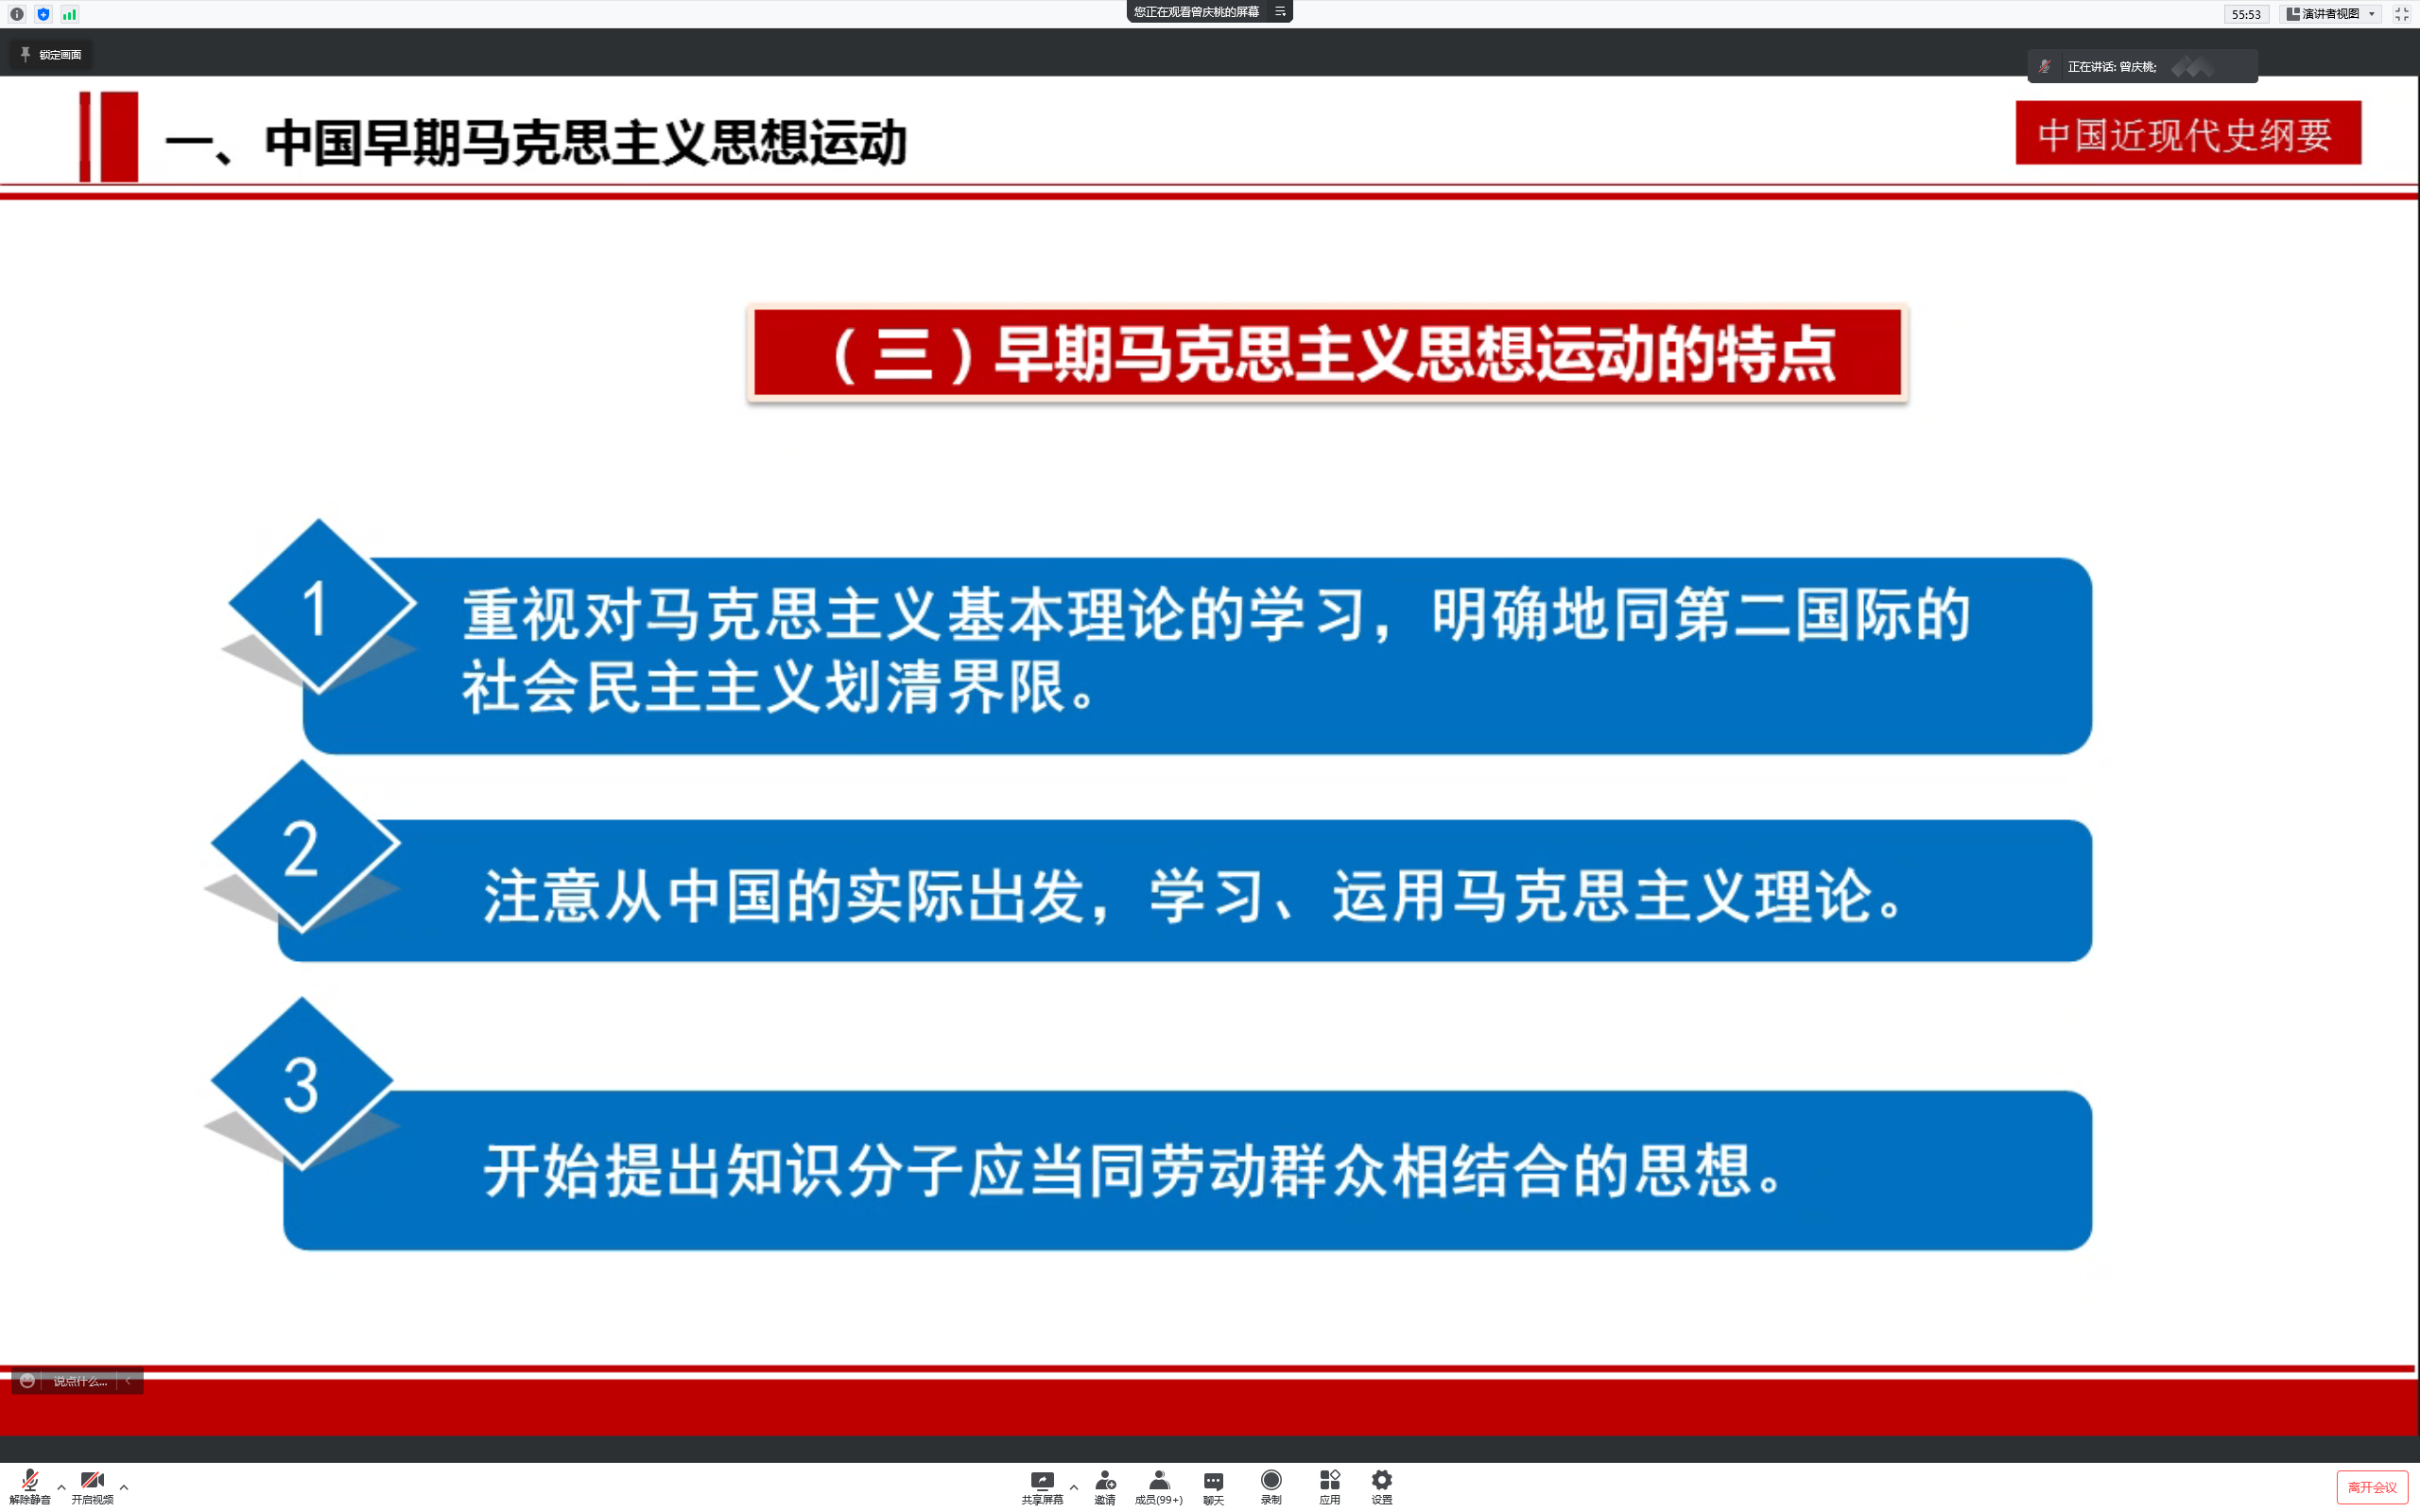 您正在观看曾庆桃的屏幕
55:53
演讲者视图
锁定画面
正在讲话: 曾庆桃;
一、中国早期马克思主义思想运动
中国近现代史纲要
（三）早期马克思主义思想运动的特点
1
重视对马克思主义基本理论的学习，明确地同第二国际的
社会民主主义划清界限。
2
注意从中国的实际出发，学习、运用马克思主义理论。
3
开始提出知识分子应当同劳动群众相结合的思想。
说点什么...
解除静音
开启视频
共享屏幕
邀请
成员(99+)
聊天
录制
应用
设置
离开会议